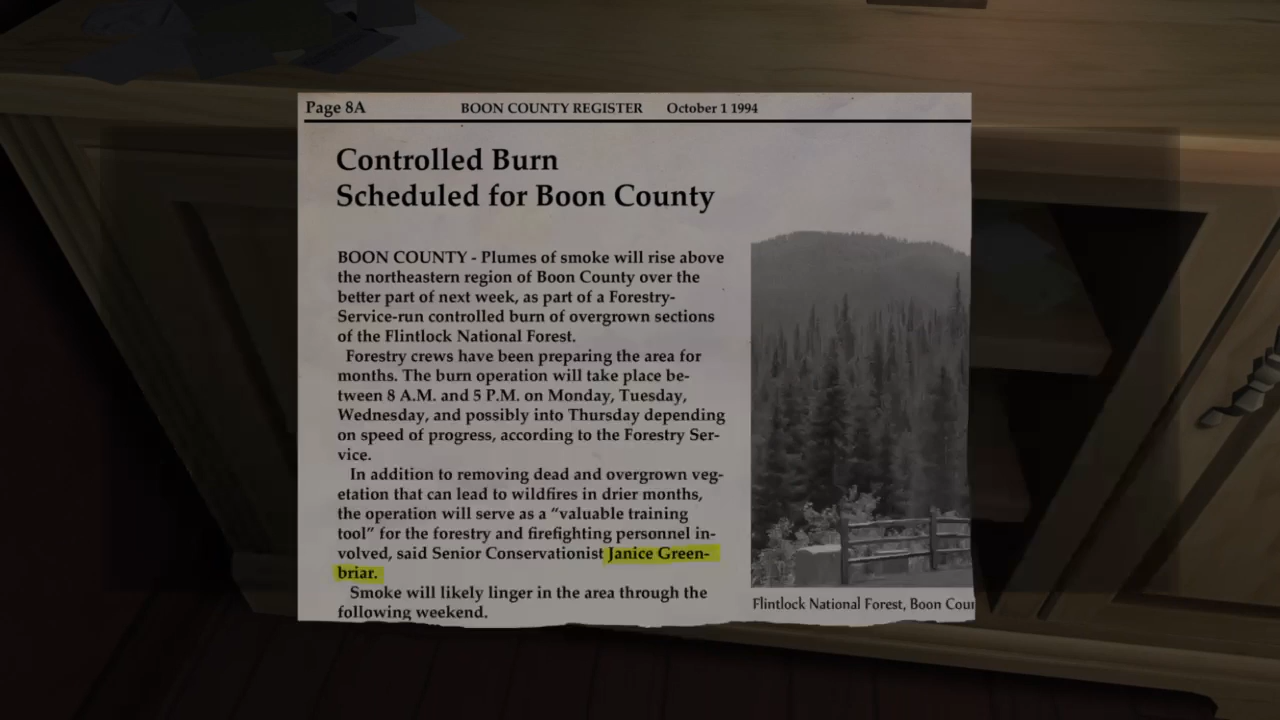 Page 8A BOON COUNTY REGISTER October 1 1994
Controlled Burn
Scheduled for Boon County
BOON COUNTY - Plumes of smoke will rise above
the northeastern region of Boon County over the
better part of next week, as part of a Forestry-
Service-run controlled burn of overgrown sections
of the Flintlock National Forest.
Forestry crews have been preparing the area for
months. The burn operation will take place be-
tween 8 A.M. and 5 P.M. on Monday, Tuesday,
Wednesday, and possibly into Thursday depending
on speed of progress, according to the Forestry Ser-
vice.
In addition to removing dead and overgrown veg-
etation that can lead to wildfires in drier months,
the operation will serve as a “valuable training
tool” for the forestry and firefighting personnel in-
volved, said Senior Conservationist Janice Green-
briar.
Smoke will likely linger in the area through the
following weekend.
Flintlock National Forest, Boon Coun